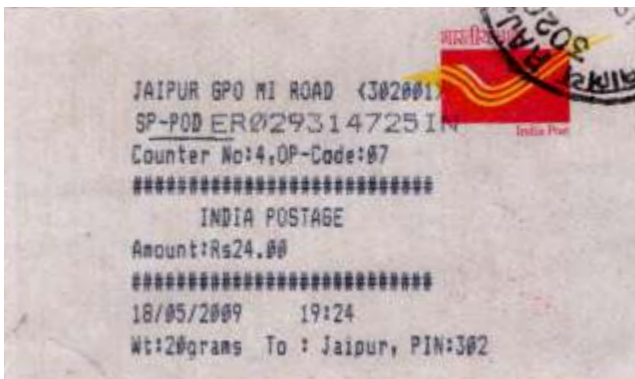 भारतीय
JAIPUR GPO MI ROAD (302001)
SP-POD ER029314725IN
India Post
Counter No:4,OP-Code:07
###########################
INDIA POSTAGE
Amount:Rs24.00
###########################
18/05/2009 19:24
Wt:20grams To : Jaipur, PIN:302